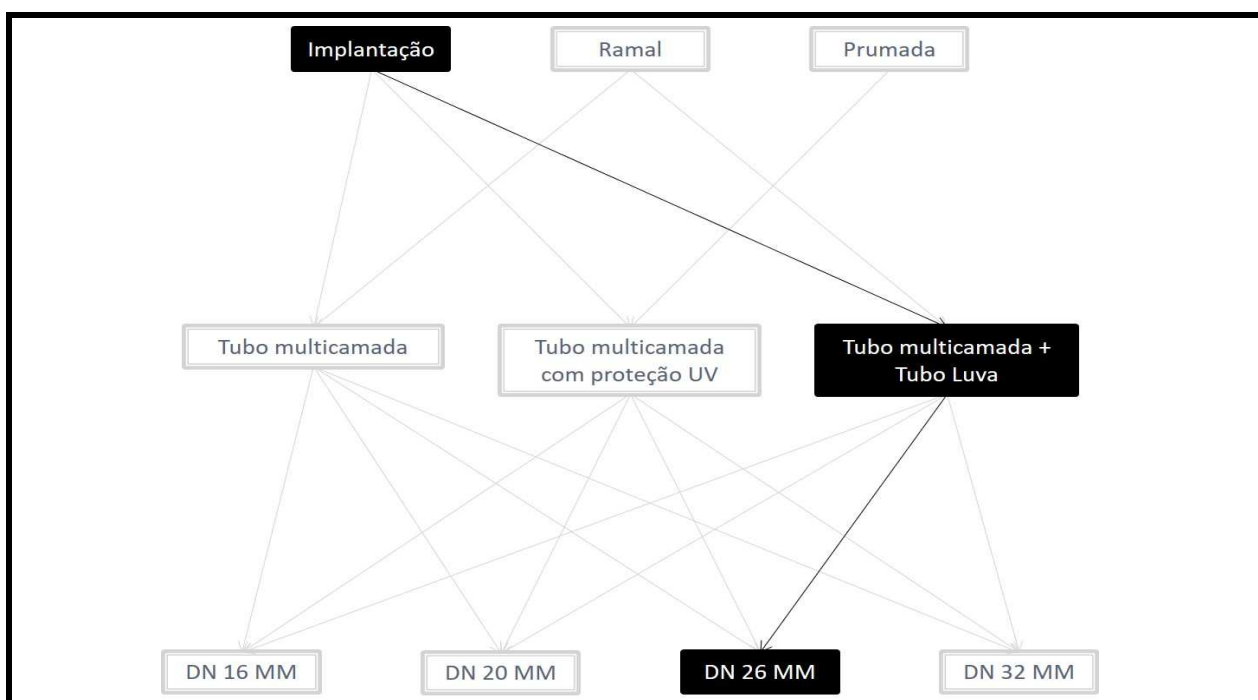 Implantação
Ramal
Prumada
Tubo multicamada
Tubo multicamada
com proteção UV
Tubo multicamada +
Tubo Luva
DN 16 MM
DN 20 MM
DN 26 MM
DN 32 MM